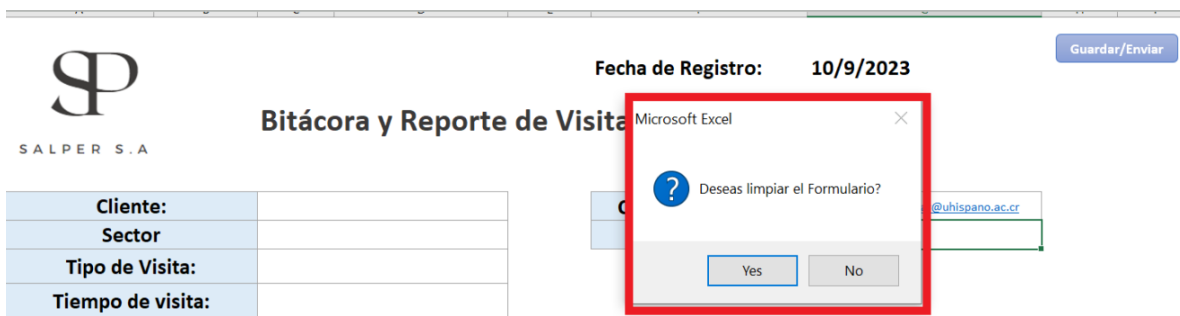 Guardar/Enviar
SP
Fecha de Registro: 10/9/2023
Bitácora y Reporte de Visita
SALPER S.A
Microsoft Excel
Deseas limpiar el Formulario?
Yes No
Cliente:
@uhispano.ac.cr
Sector
Tipo de Visita:
Tiempo de visita: